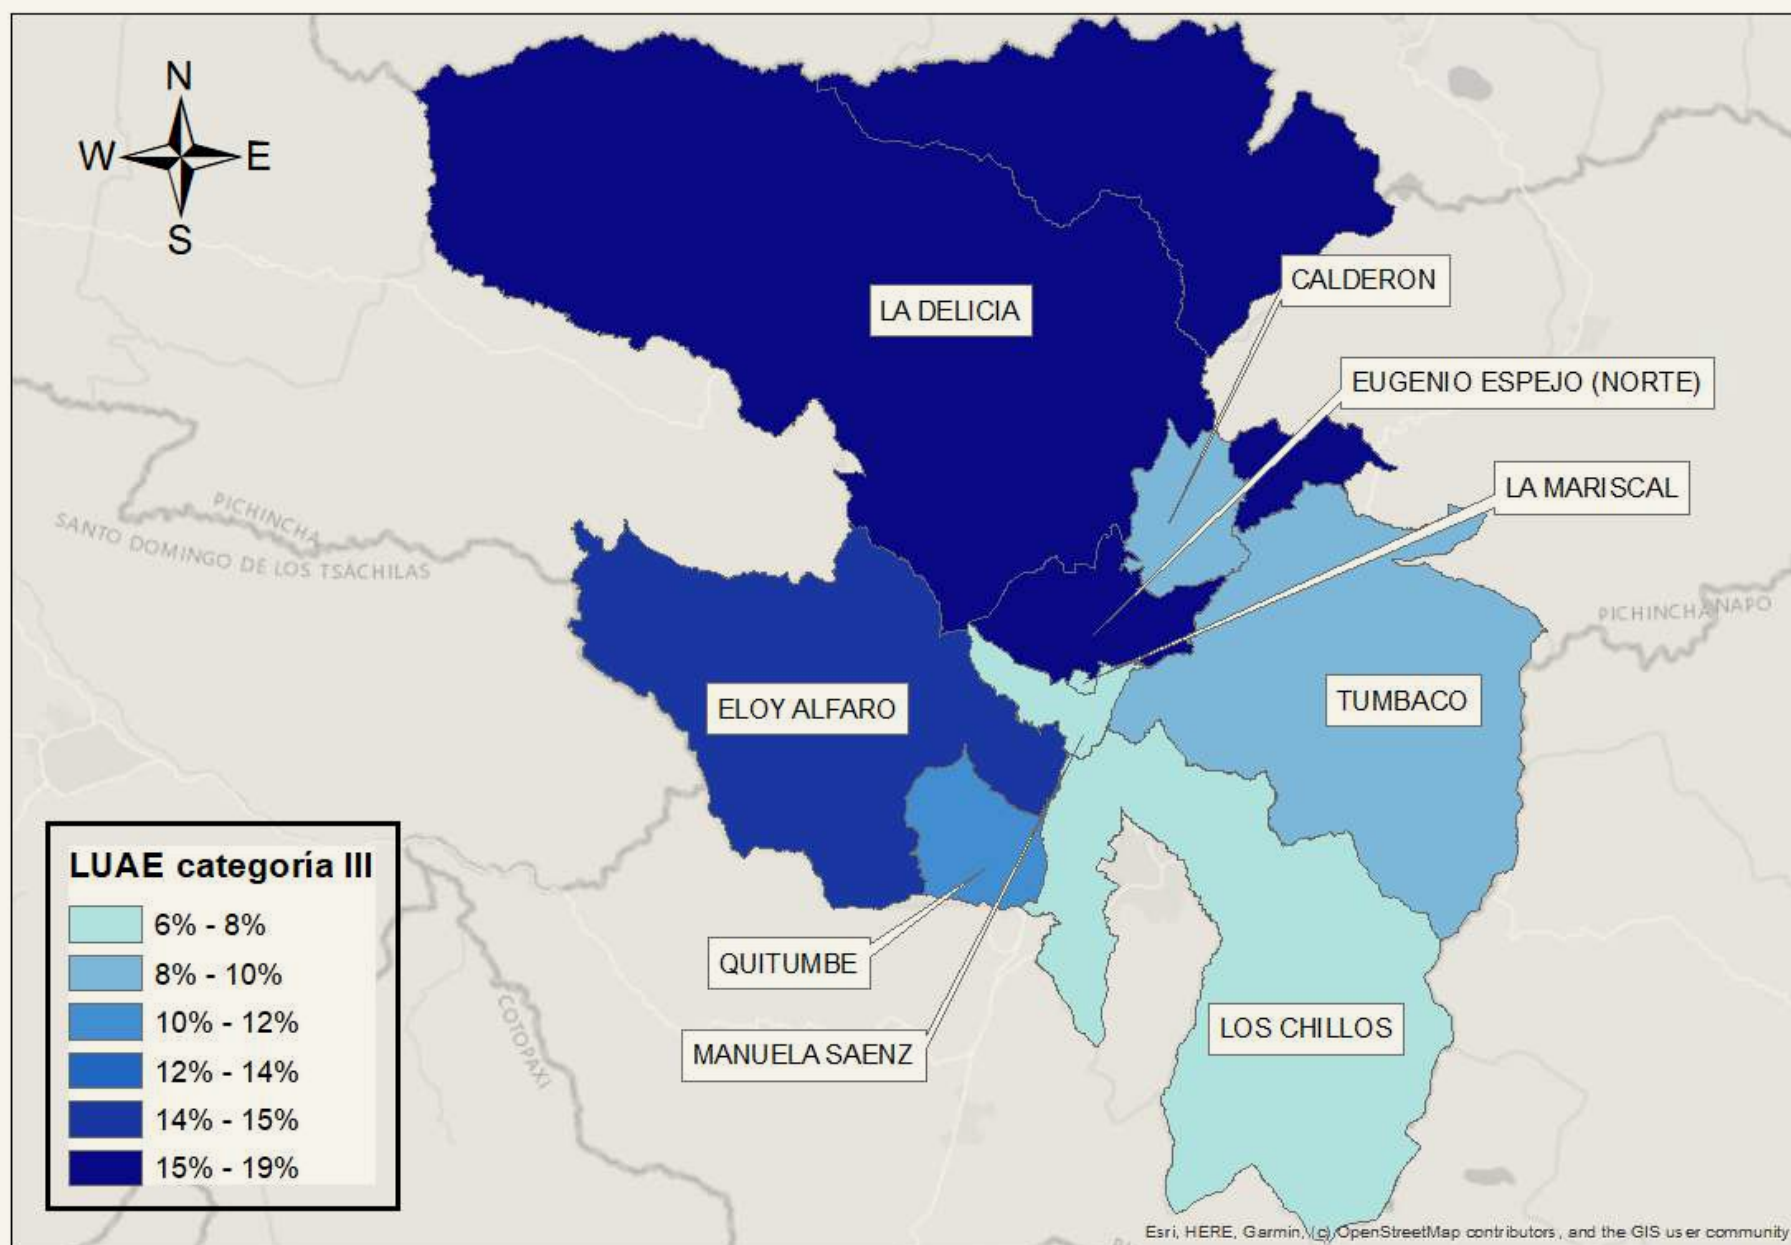 N
W E
S
CALDERON
LA DELICIA
EUGENIO ESPEJO (NORTE)
LA MARISCAL
PICHINCHA
SANTO DOMINGO DE LOS TSÁCHILAS
PICHINCHA
NAPO
ELOY ALFARO
TUMBACO
LUAE categoría III
6% - 8%
8% - 10%
10% - 12%
12% - 14%
14% - 15%
15% - 19%
QUITUMBE
COTOPAXI
LOS CHILLOS
MANUELA SAENZ
Esri, HERE, Garmin, (c) OpenStreetMap contributors, and the GIS user community